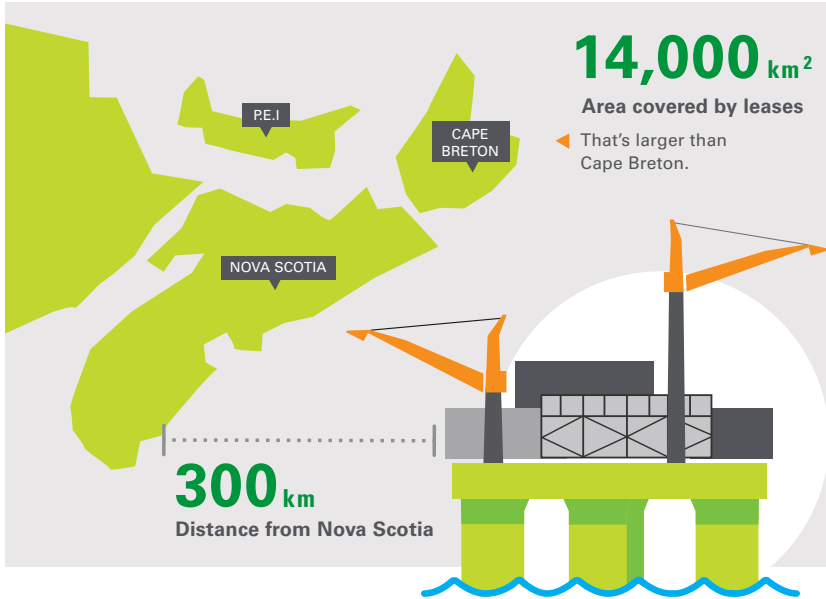 14,000 km²
Area covered by leases
That's larger than
Cape Breton.
P.E.I
CAPE
BRETON
NOVA SCOTIA
300 km
Distance from Nova Scotia